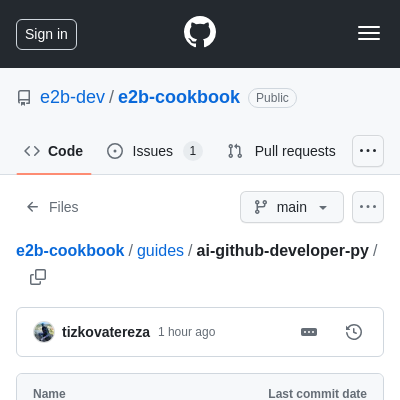 Sign in
e2b-dev / e2b-cookbook Public
Code Issues 1 Pull requests
Files main
e2b-cookbook / guides / ai-github-developer-py /
tizkovatereza 1 hour ago
Name Last commit date